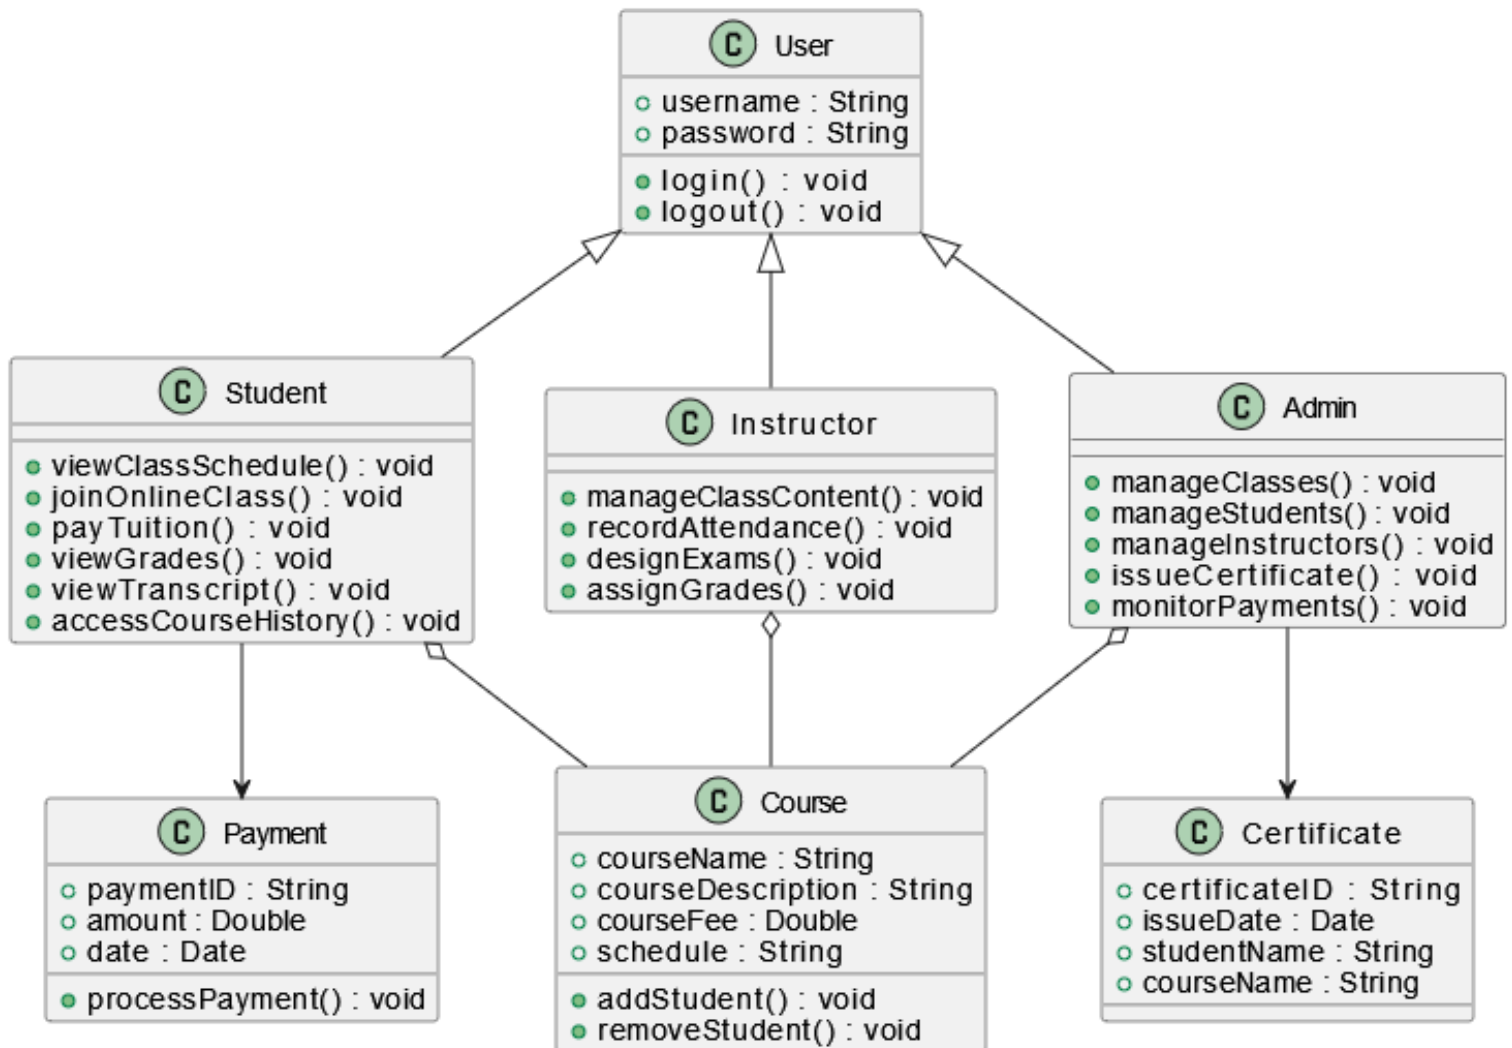 C User
username : String
password : String
login() : void
logout() : void
C Student
viewClassSchedule() : void
joinOnlineClass() : void
payTuition() : void
viewGrades() : void
viewTranscript() : void
accessCourseHistory() : void
C Instructor
manageClassContent() : void
recordAttendance() : void
designExams() : void
assignGrades() : void
C Admin
manageClasses() : void
manageStudents() : void
manageInstructors() : void
issueCertificate() : void
monitorPayments() : void
C Payment
paymentID : String
amount : Double
date : Date
processPayment() : void
C Course
courseName : String
courseDescription : String
courseFee : Double
schedule : String
addStudent() : void
removeStudent() : void
C Certificate
certificateID : String
issueDate : Date
studentName : String
courseName : String